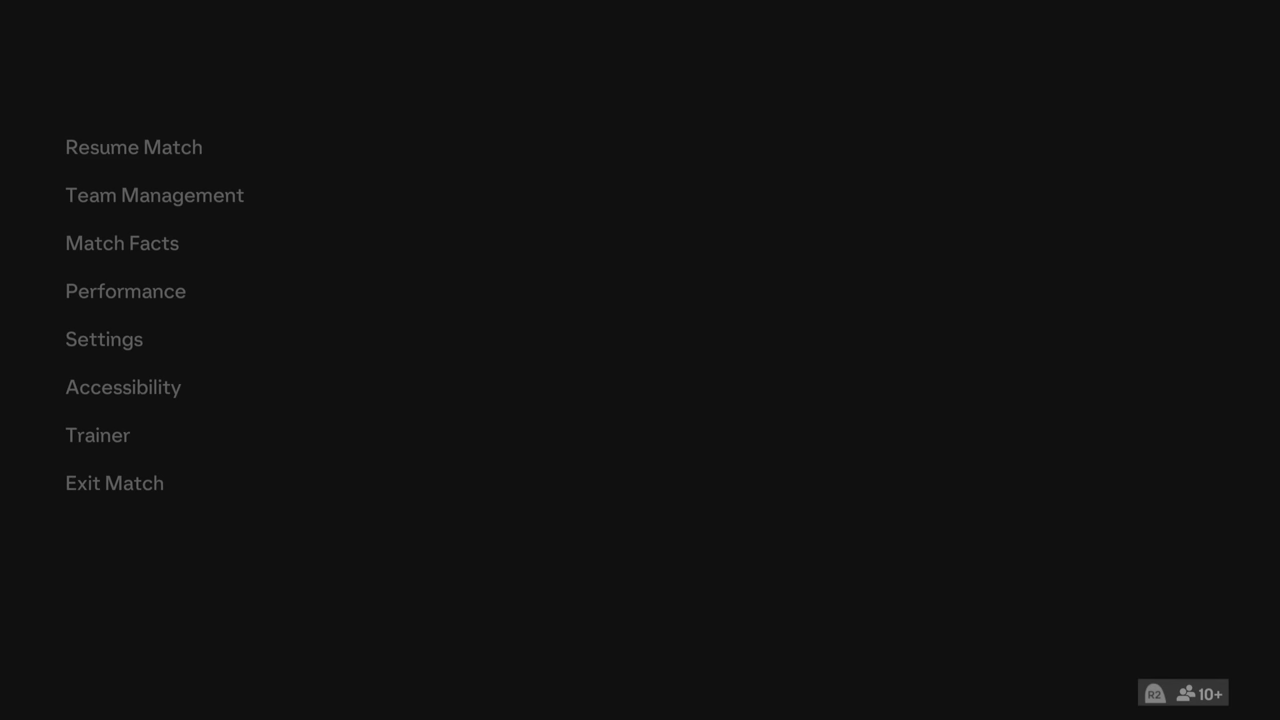 Resume Match
Team Management
Match Facts
Performance
Settings
Accessibility
Trainer
Exit Match
R2 10+